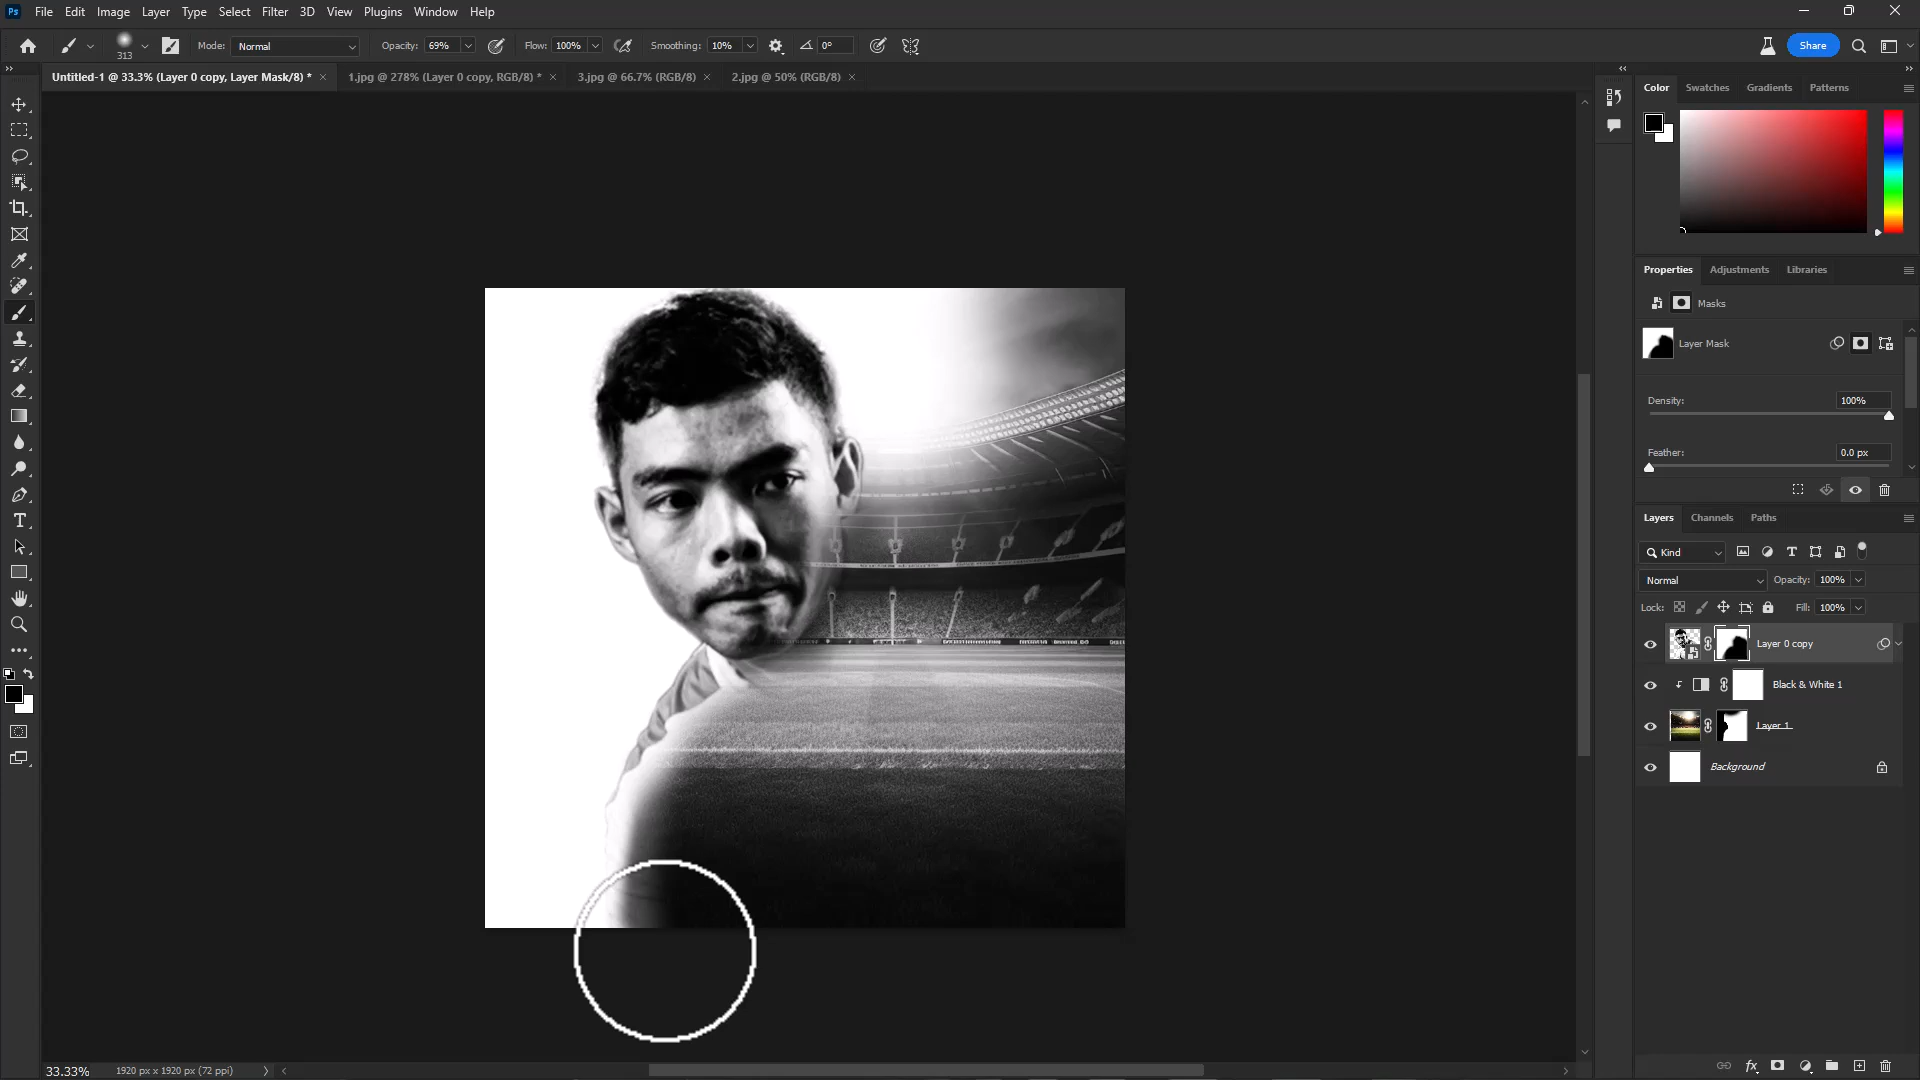 Ps File Edit Image Layer Type Select Filter 3D View Plugins Window Help
313 Mode: Normal Opacity: 69% Flow: 100% Smoothing: 10% 0° Share
Untitled-1 @ 33.3% (Layer 0 copy, Layer Mask/8) * × 1.jpg @ 278% (Layer 0 copy, RGB/8) * × 3.jpg @ 66.7% (RGB/8) × 2.jpg @ 50% (RGB/8) ×
Color Swatches Gradients Patterns
Properties Adjustments Libraries
Masks
Layer Mask
Density: 100%
Feather: 0.0 px
Layers Channels Paths
Kind
Normal Opacity: 100%
Lock: Fill: 100%
Layer 0 copy
Black & White 1
Layer 1
Background
33.33% 1920 px x 1920 px (72 ppi)